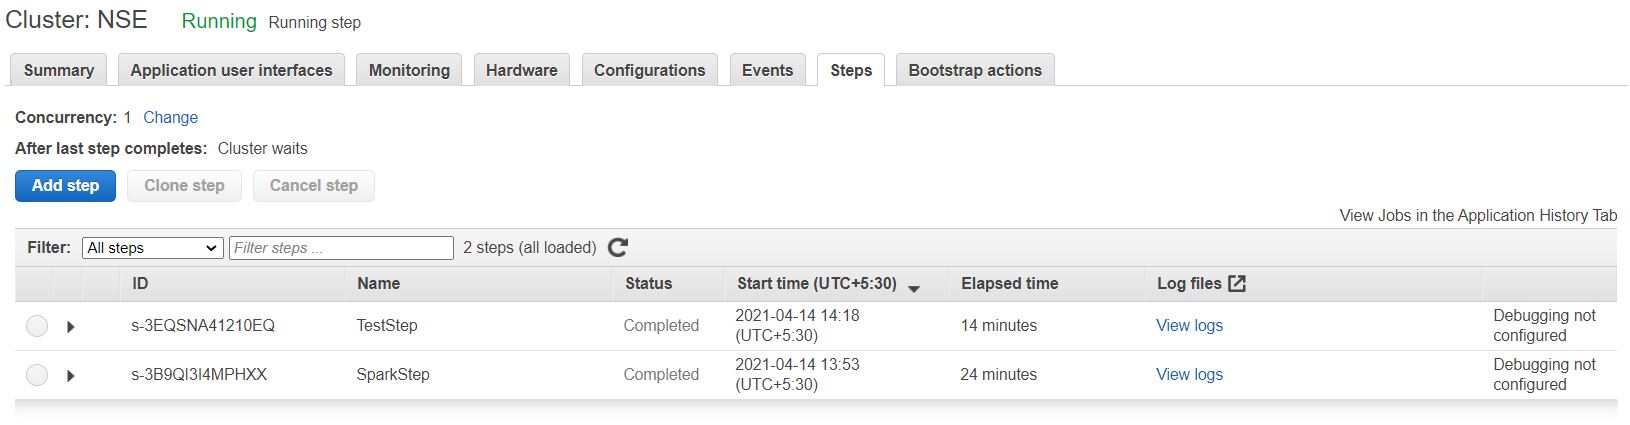 Cluster: NSE Running Running step
Summary Application user interfaces Monitoring Hardware Configurations Events Steps Bootstrap actions
Concurrency: 1 Change
After last step completes: Cluster waits
Add step Clone step Cancel step
View Jobs in the Application History Tab
Filter: All steps Filter steps ... 2 steps (all loaded)
ID Name Status Start time (UTC+5:30) Elapsed time Log files
s-3EQSNA41210EQ TestStep Completed 2021-04-14 14:18 (UTC+5:30) 14 minutes View logs Debugging not configured
s-3B9QI3I4MPHXX SparkStep Completed 2021-04-14 13:53 (UTC+5:30) 24 minutes View logs Debugging not configured